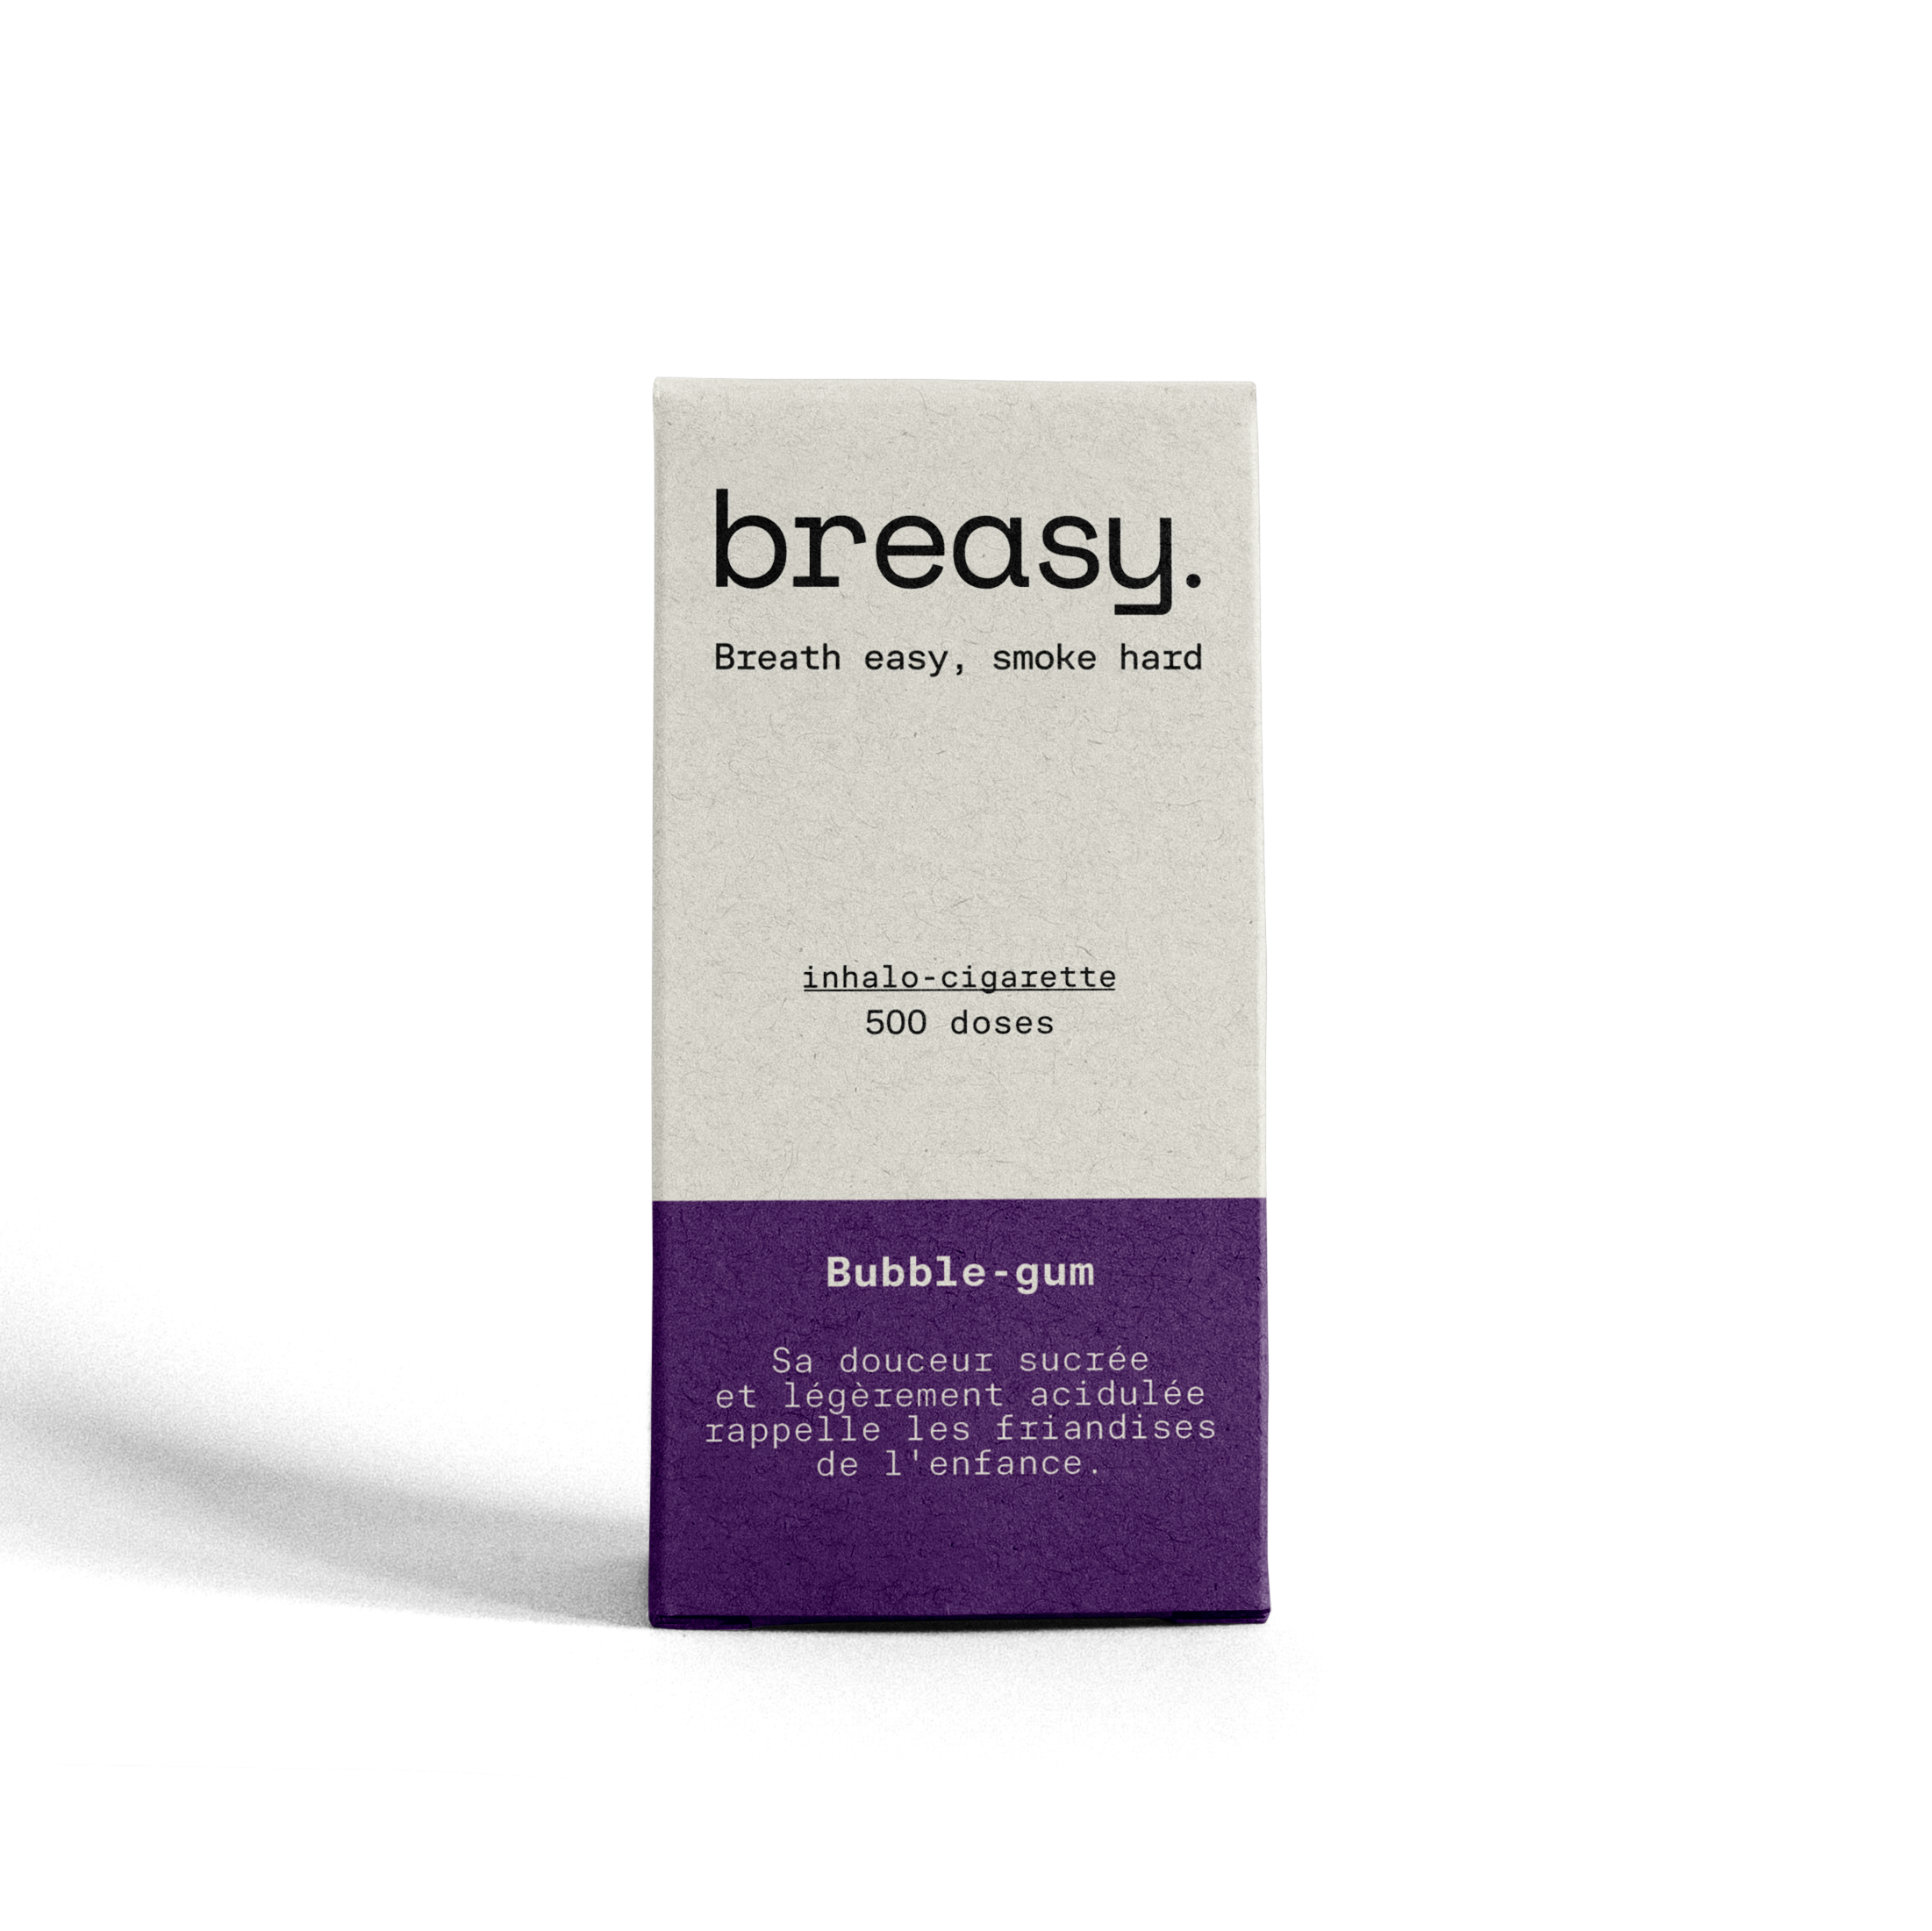 breasy.
Breath easy, smoke hard
inhalo-cigarette
500 doses
Bubble-gum
Sa douceur sucrée
et légèrement acidulée
rappelle les friandises
de l'enfance.